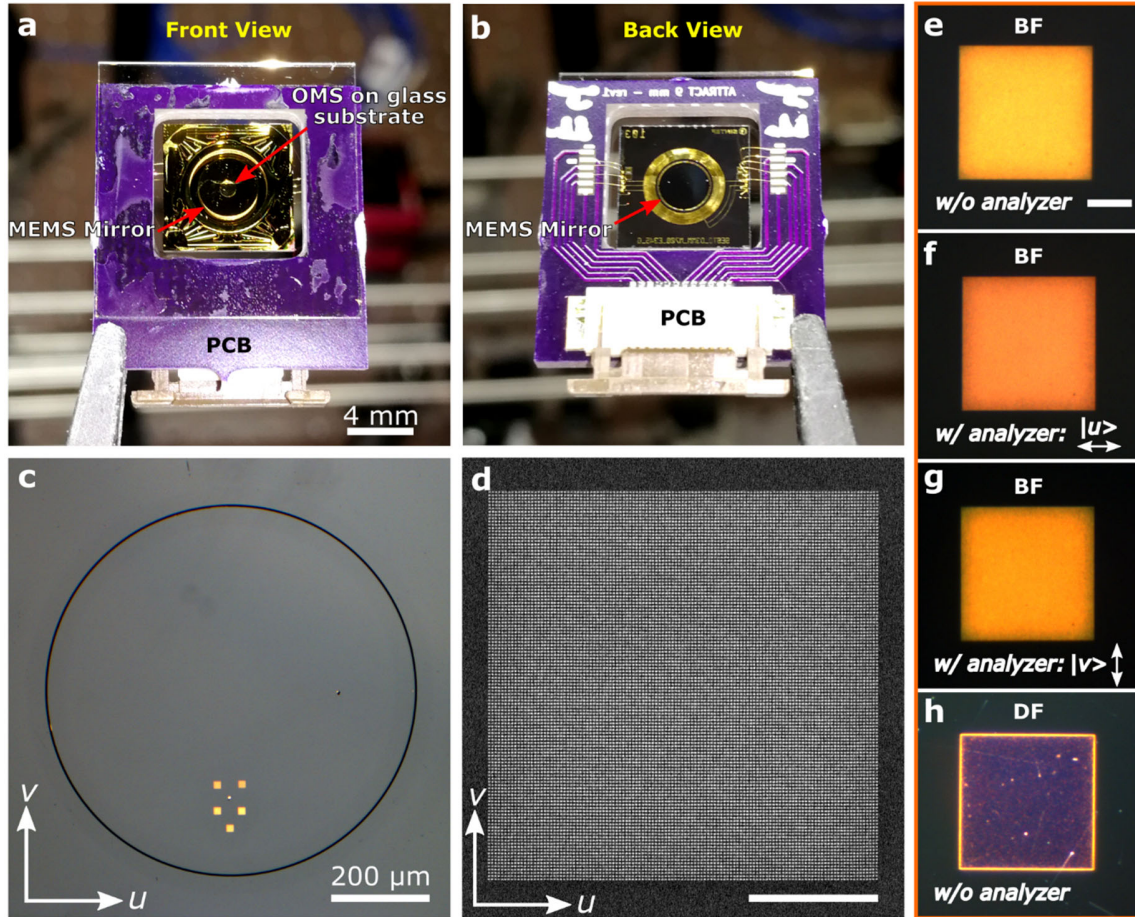 a
Front View
OMS on glass
substrate
MEMS Mirror
PCB
4 mm
b
Back View
ATTRACT 9 mm - rev1
183
MEMS Mirror
PCB
c
v
u
200 μm
d
v
u
e
BF
w/o analyzer
f
BF
w/ analyzer: |u>
g
BF
w/ analyzer: |v>
h
DF
w/o analyzer